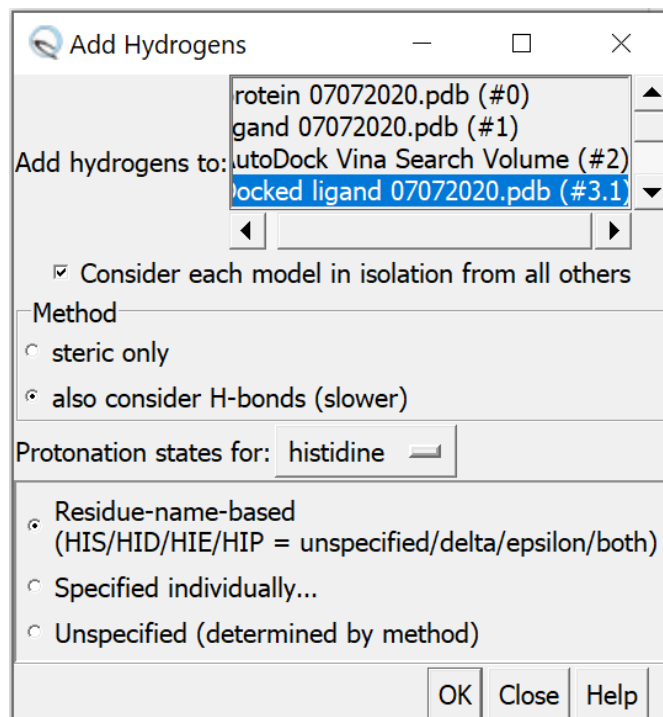 Add Hydrogens
Add hydrogens to:
rotein 07072020.pdb (#0)
igand 07072020.pdb (#1)
AutoDock Vina Search Volume (#2)
Docked ligand 07072020.pdb (#3.1)
Consider each model in isolation from all others
Method
steric only
also consider H-bonds (slower)
Protonation states for: histidine
Residue-name-based
(HIS/HID/HIE/HIP = unspecified/delta/epsilon/both)
Specified individually...
Unspecified (determined by method)
OK Close Help